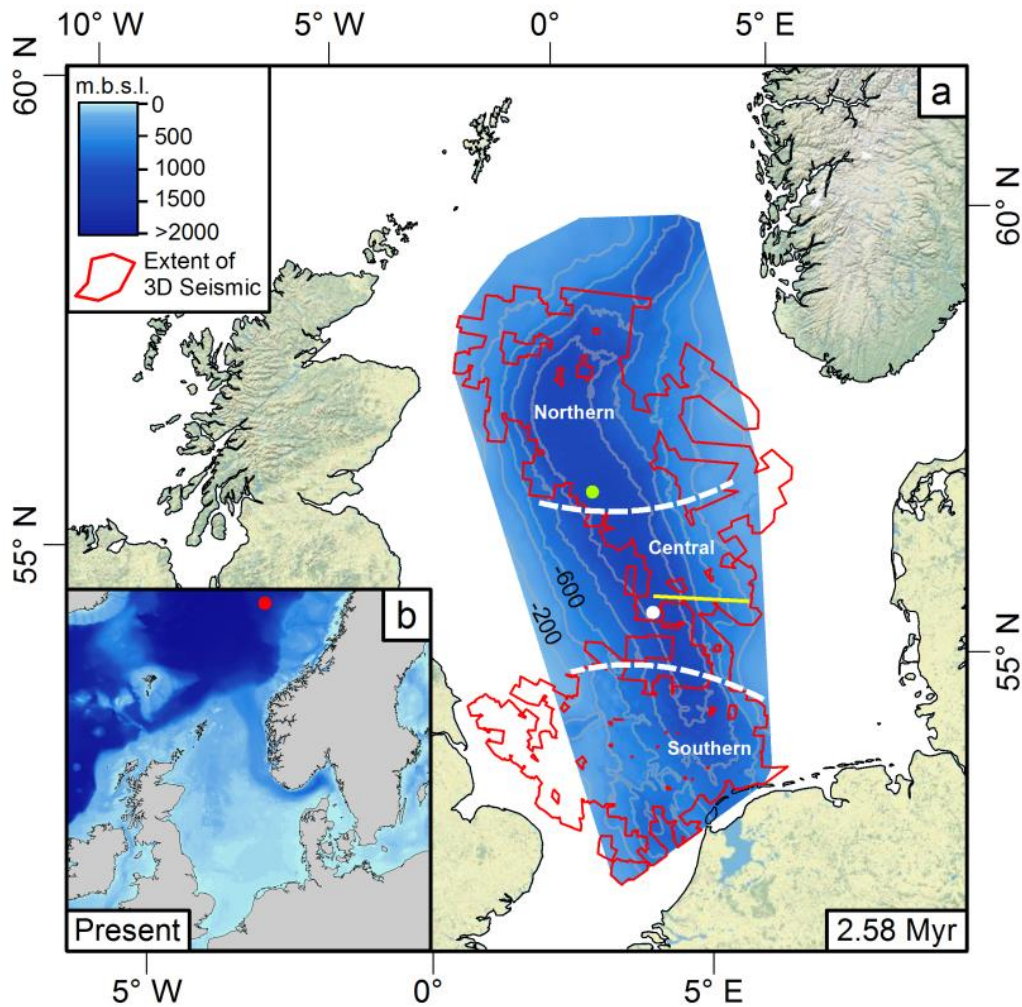 10° W
5° W
0°
5° E
60° N
m.b.s.l.
0
500
1000
1500
>2000
Extent of
3D Seismic
a
60° N
Northern
Central
55° N
-600
-200
b
55° N
Southern
Present
2.58 Myr
5° W
0°
5° E